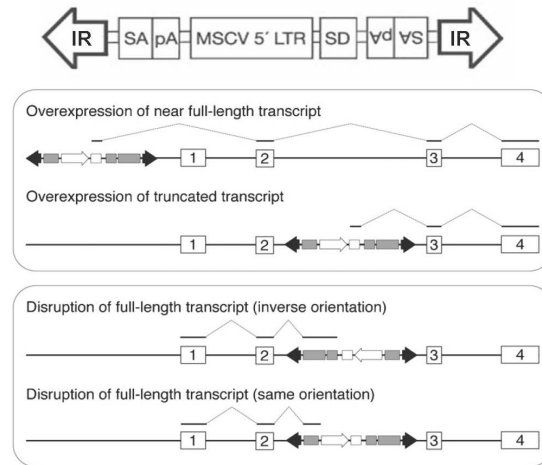 IR SA pA MSCV 5´ LTR SD pA SA IR
Overexpression of near full-length transcript
1 2 3 4
Overexpression of truncated transcript
1 2 3 4
Disruption of full-length transcript (inverse orientation)
1 2 3 4
Disruption of full-length transcript (same orientation)
1 2 3 4